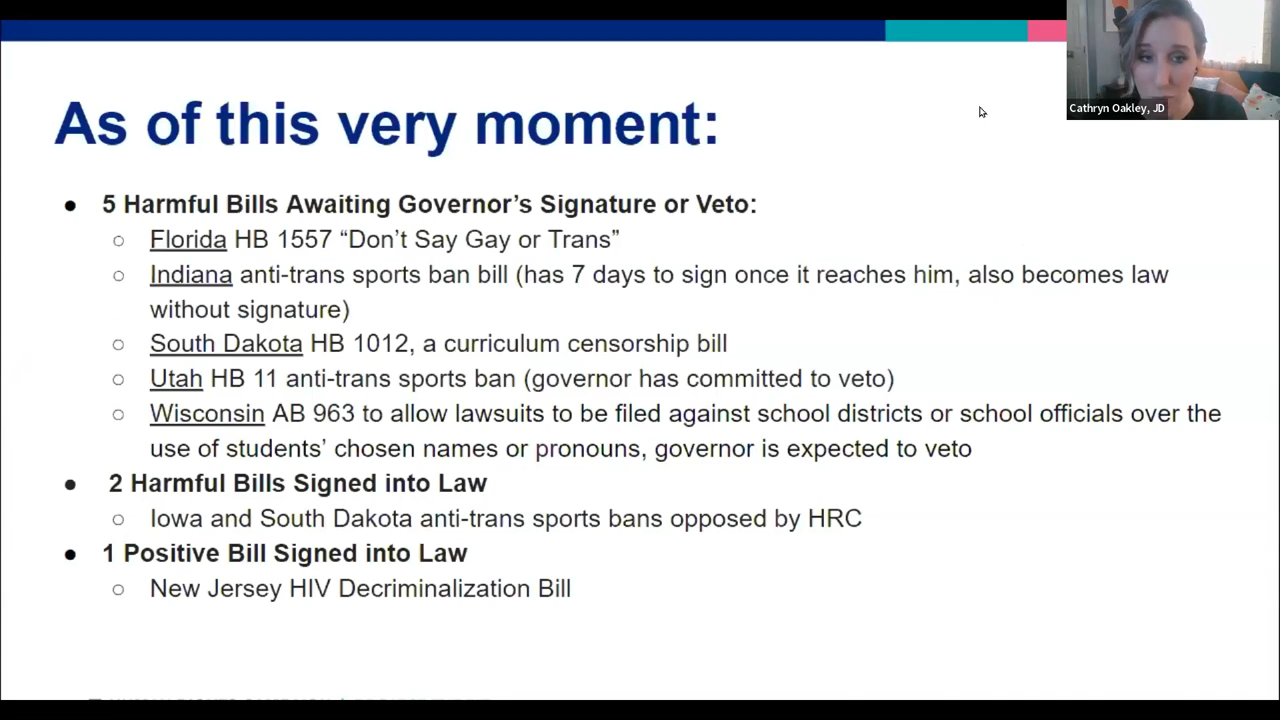 Cathryn Oakley, JD
As of this very moment:
● 5 Harmful Bills Awaiting Governor’s Signature or Veto:
○ Florida HB 1557 “Don’t Say Gay or Trans”
○ Indiana anti-trans sports ban bill (has 7 days to sign once it reaches him, also becomes law
without signature)
○ South Dakota HB 1012, a curriculum censorship bill
○ Utah HB 11 anti-trans sports ban (governor has committed to veto)
○ Wisconsin AB 963 to allow lawsuits to be filed against school districts or school officials over the
use of students’ chosen names or pronouns, governor is expected to veto
● 2 Harmful Bills Signed into Law
○ Iowa and South Dakota anti-trans sports bans opposed by HRC
● 1 Positive Bill Signed into Law
○ New Jersey HIV Decriminalization Bill